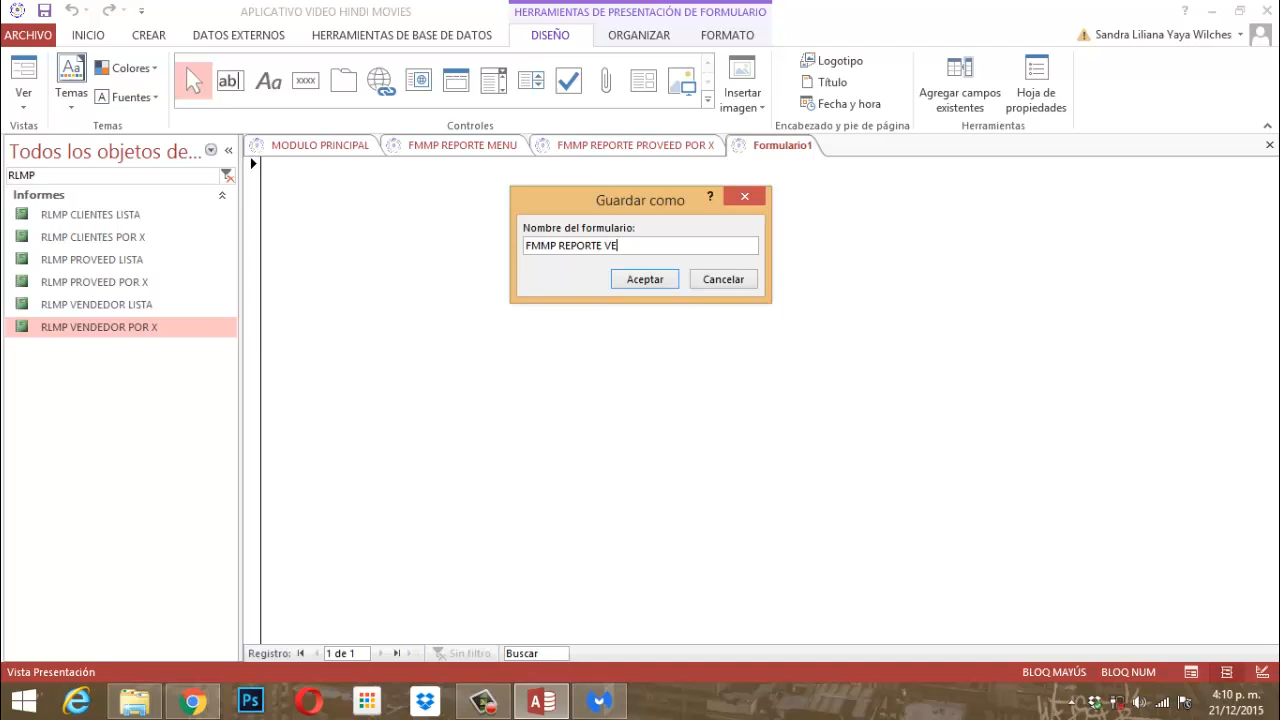 APLICATIVO VIDEO HINDI MOVIES
HERRAMIENTAS DE PRESENTACIÓN DE FORMULARIO
?
ARCHIVO INICIO CREAR DATOS EXTERNOS HERRAMIENTAS DE BASE DE DATOS DISEÑO ORGANIZAR FORMATO Sandra Liliana Yaya Wilches
Ver
Vistas
Aa
Temas
Colores
A Fuentes
Temas
ab
Aa
xxxx
Insertar imagen
Controles
Logotipo
Título
Fecha y hora
Encabezado y pie de página
Agregar campos existentes
Hoja de propiedades
Herramientas
Todos los objetos de... «
RLMP
Informes
RLMP CLIENTES LISTA
RLMP CLIENTES POR X
RLMP PROVEED LISTA
RLMP PROVEED POR X
RLMP VENDEDOR LISTA
RLMP VENDEDOR POR X
MODULO PRINCIPAL FMMP REPORTE MENU FMMP REPORTE PROVEED POR X Formulario1
Guardar como ?
Nombre del formulario:
FMMP REPORTE VE
Aceptar Cancelar
Registro: 1 de 1 Sin filtro Buscar
Vista Presentación BLOQ MAYÚS BLOQ NUM
Ps
4:10 p. m.
21/12/2015